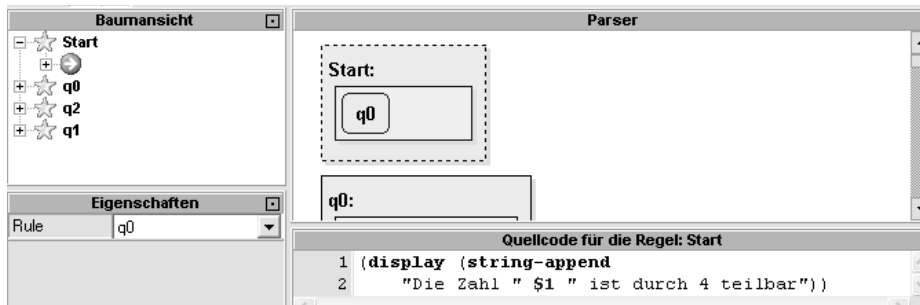 Baumansicht
Start
q0
q2
q1
Eigenschaften
Rule q0
Parser
Start:
q0
q0:
Quellcode für die Regel: Start
1 (display (string-append
2 "Die Zahl " $1 " ist durch 4 teilbar"))